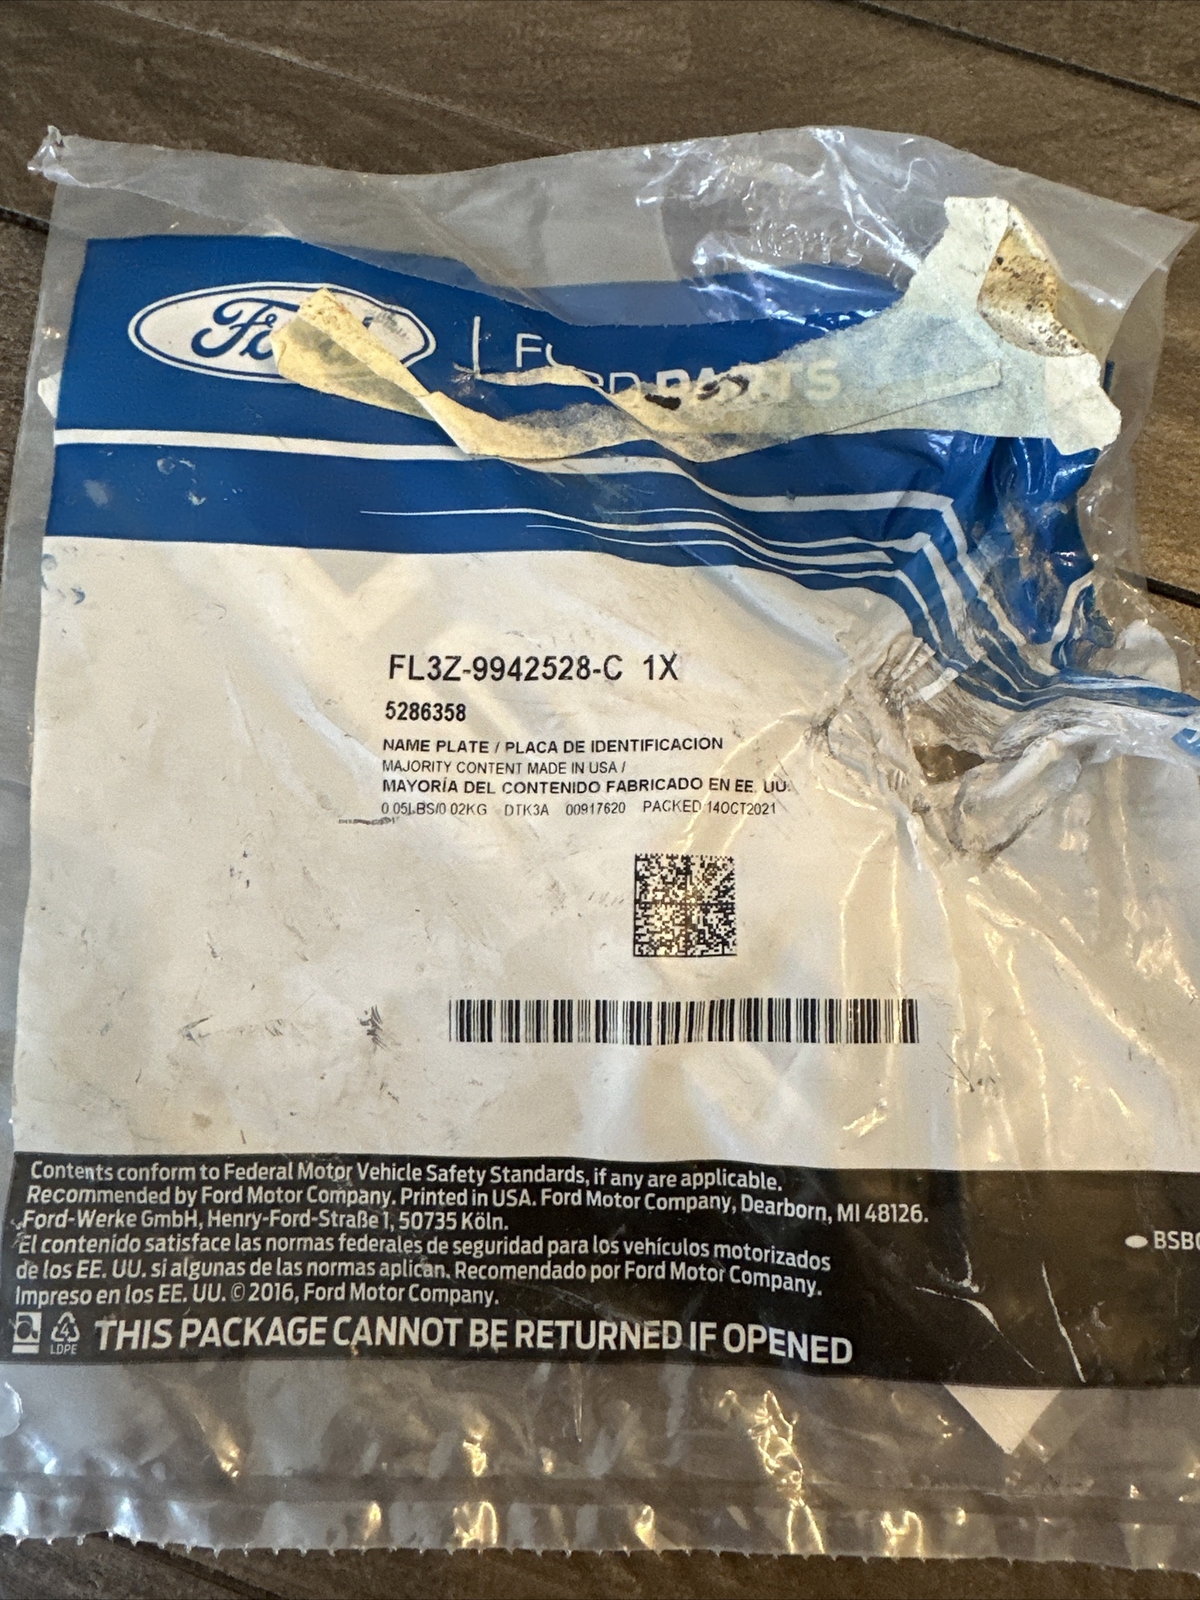 Ford
FORD PARTS
FL3Z-9942528-C 1X
5286358
NAME PLATE / PLACA DE IDENTIFICACIÓN
MAJORITY CONTENT MADE IN USA /
MAYORÍA DEL CONTENIDO FABRICADO EN EE. UU.
0.05LBS/0.02KG DTK3A 00917620 PACKED 14OCT2021
Contents conform to Federal Motor Vehicle Safety Standards, if any are applicable.
Recommended by Ford Motor Company. Printed in USA. Ford Motor Company, Dearborn, MI 48126.
Ford-Werke GmbH, Henry-Ford-Straße 1, 50735 Köln.
BSB
El contenido satisface las normas federales de seguridad para los vehículos motorizados
de los EE. UU. si algunas de las normas aplican. Recomendado por Ford Motor Company.
Impreso en los EE. UU. © 2016, Ford Motor Company.
4
LDPE
THIS PACKAGE CANNOT BE RETURNED IF OPENED